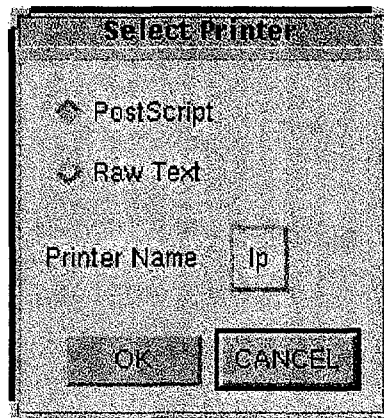 Select Printer
PostScript
Raw Text
Printer Name lp
OK CANCEL